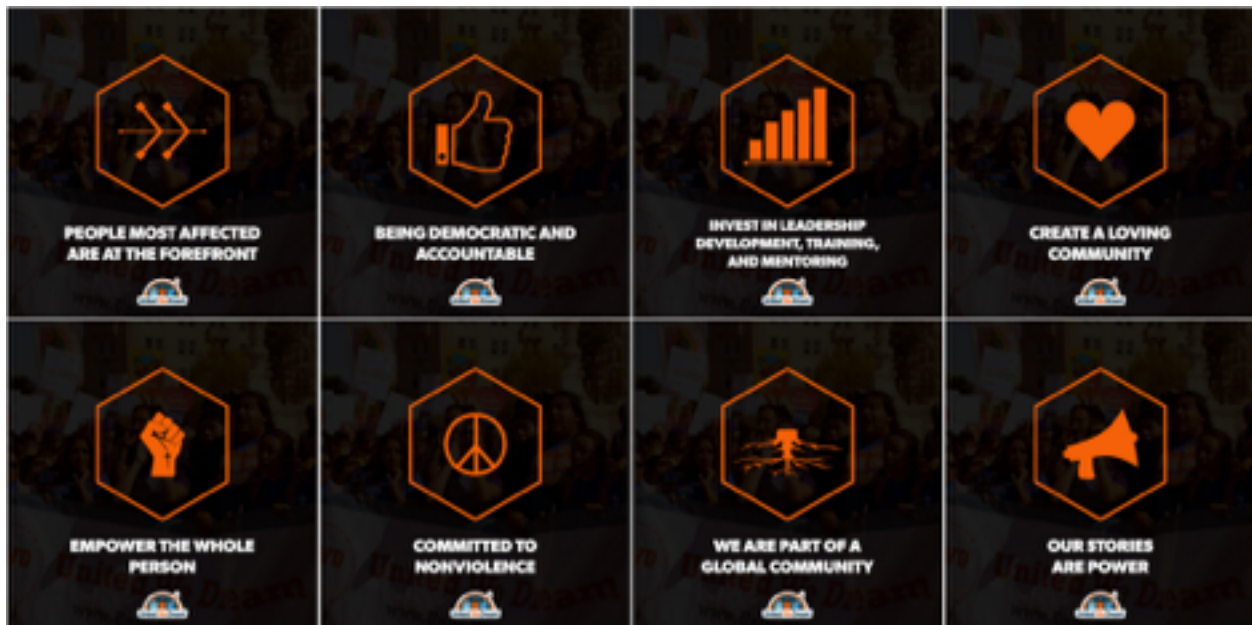 PEOPLE MOST AFFECTED
ARE AT THE FOREFRONT
BEING DEMOCRATIC AND
ACCOUNTABLE
INVEST IN LEADERSHIP
DEVELOPMENT, TRAINING,
AND MENTORING
CREATE A LOVING
COMMUNITY
EMPOWER THE WHOLE
PERSON
COMMITTED TO
NONVIOLENCE
WE ARE PART OF A
GLOBAL COMMUNITY
OUR STORIES
ARE POWER